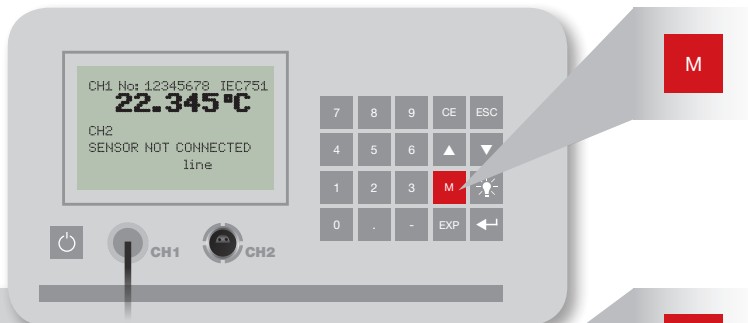 CH1 No: 12345678 IEC751
22.345°C
CH2
SENSOR NOT CONNECTED
line
7 8 9 CE ESC
4 5 6 ▲ ▼
1 2 3 M
0 . - EXP
CH1 CH2
M